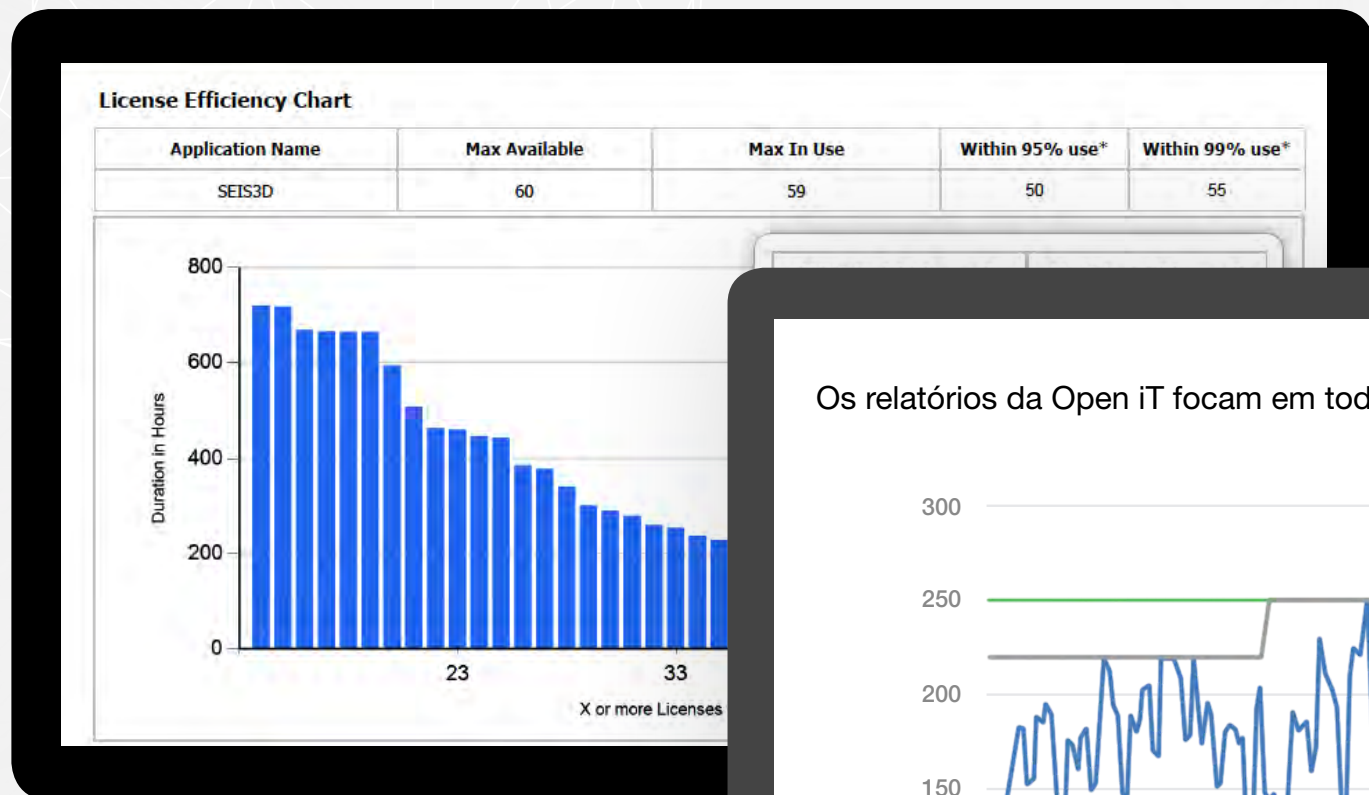 License Efficiency Chart
Application Name Max Available Max In Use Within 95% use* Within 99% use*
SEIS3D 60 59 50 55
800
600
400
200
0
Duration in Hours
23 33
X or more Licenses
Os relatórios da Open iT focam em tod
300
250
200
150